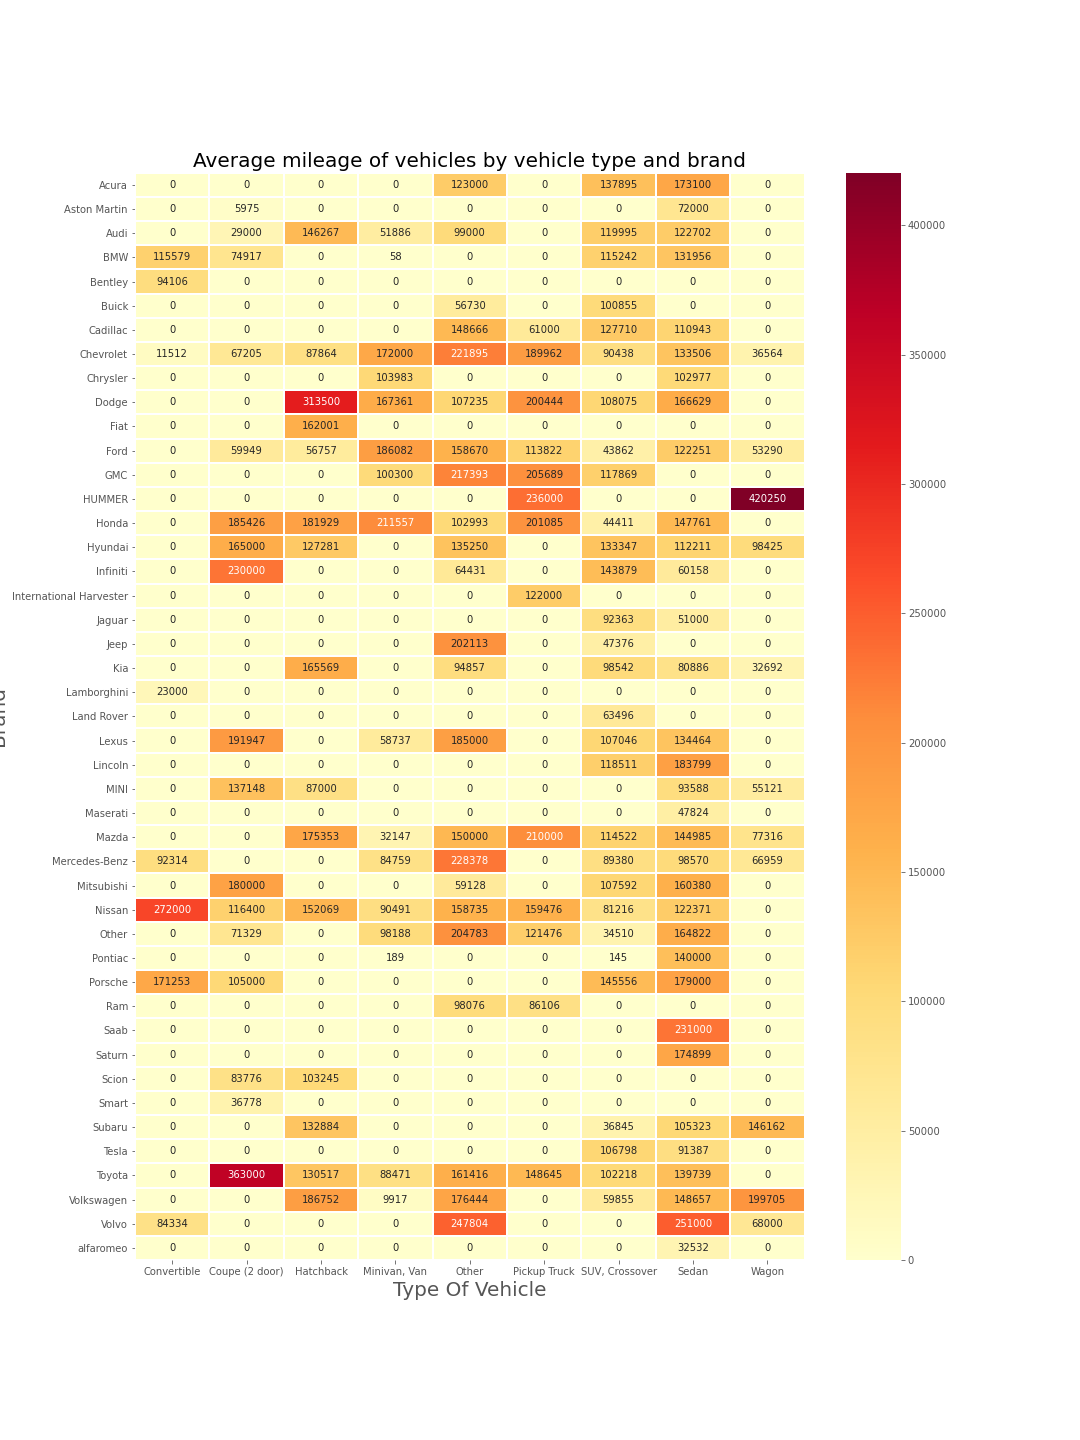 Average mileage of vehicles by vehicle type and brand
Acura 0 0 0 0 123000 0 137895 173100 0
Aston Martin 0 5975 0 0 0 0 0 72000 0
Audi 0 29000 146267 51886 99000 0 119995 122702 0
BMW 115579 74917 0 58 0 0 115242 131956 0
Bentley 94106 0 0 0 0 0 0 0 0
Buick 0 0 0 0 56730 0 100855 0 0
Cadillac 0 0 0 0 148666 61000 127710 110943 0
Chevrolet 11512 67205 87864 172000 221895 189962 90438 133506 36564
Chrysler 0 0 0 103983 0 0 0 102977 0
Dodge 0 0 313500 167361 107235 200444 108075 166629 0
Fiat 0 0 162001 0 0 0 0 0 0
Ford 0 59949 56757 186082 158670 113822 43862 122251 53290
GMC 0 0 0 100300 217393 205689 117869 0 0
HUMMER 0 0 0 0 0 236000 0 0 420250
Honda 0 185426 181929 211557 102993 201085 44411 147761 0
Hyundai 0 165000 127281 0 135250 0 133347 112211 98425
Infiniti 0 230000 0 0 64431 0 143879 60158 0
International Harvester 0 0 0 0 0 122000 0 0 0
Jaguar 0 0 0 0 0 0 92363 51000 0
Jeep 0 0 0 0 202113 0 47376 0 0
Kia 0 0 165569 0 94857 0 98542 80886 32692
Lamborghini 23000 0 0 0 0 0 0 0 0
Land Rover 0 0 0 0 0 0 63496 0 0
Lexus 0 191947 0 58737 185000 0 107046 134464 0
Lincoln 0 0 0 0 0 0 118511 183799 0
MINI 0 137148 87000 0 0 0 0 93588 55121
Maserati 0 0 0 0 0 0 0 47824 0
Mazda 0 0 175353 32147 150000 210000 114522 144985 77316
Mercedes-Benz 92314 0 0 84759 228378 0 89380 98570 66959
Mitsubishi 0 180000 0 0 59128 0 107592 160380 0
Nissan 272000 116400 152069 90491 158735 159476 81216 122371 0
Other 0 71329 0 98188 204783 121476 34510 164822 0
Pontiac 0 0 0 189 0 0 145 140000 0
Porsche 171253 105000 0 0 0 0 145556 179000 0
Ram 0 0 0 0 98076 86106 0 0 0
Saab 0 0 0 0 0 0 0 231000 0
Saturn 0 0 0 0 0 0 0 174899 0
Scion 0 83776 103245 0 0 0 0 0 0
Smart 0 36778 0 0 0 0 0 0 0
Subaru 0 0 132884 0 0 0 36845 105323 146162
Tesla 0 0 0 0 0 0 106798 91387 0
Toyota 0 363000 130517 88471 161416 148645 102218 139739 0
Volkswagen 0 0 186752 9917 176444 0 59855 148657 199705
Volvo 84334 0 0 0 247804 0 0 251000 68000
alfaromeo 0 0 0 0 0 0 0 32532 0
Convertible Coupe (2 door) Hatchback Minivan, Van Other Pickup Truck SUV, Crossover Sedan Wagon
Type Of Vehicle
Brand
400000
350000
300000
250000
200000
150000
100000
50000
0